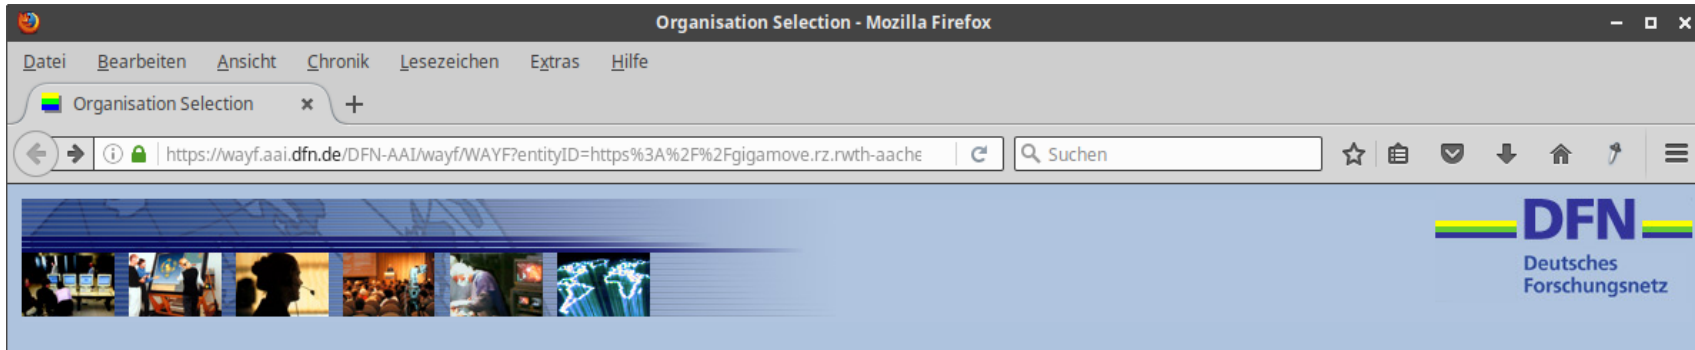 Organisation Selection - Mozilla Firefox
Datei Bearbeiten Ansicht Chronik Lesezeichen Extras Hilfe
Organisation Selection
https://wayf.aai.dfn.de/DFN-AAI/wayf/WAYF?entityID=https%3A%2F%2Fgigamove.rz.rwth-aache
Suchen
DFN
Deutsches
Forschungsnetz